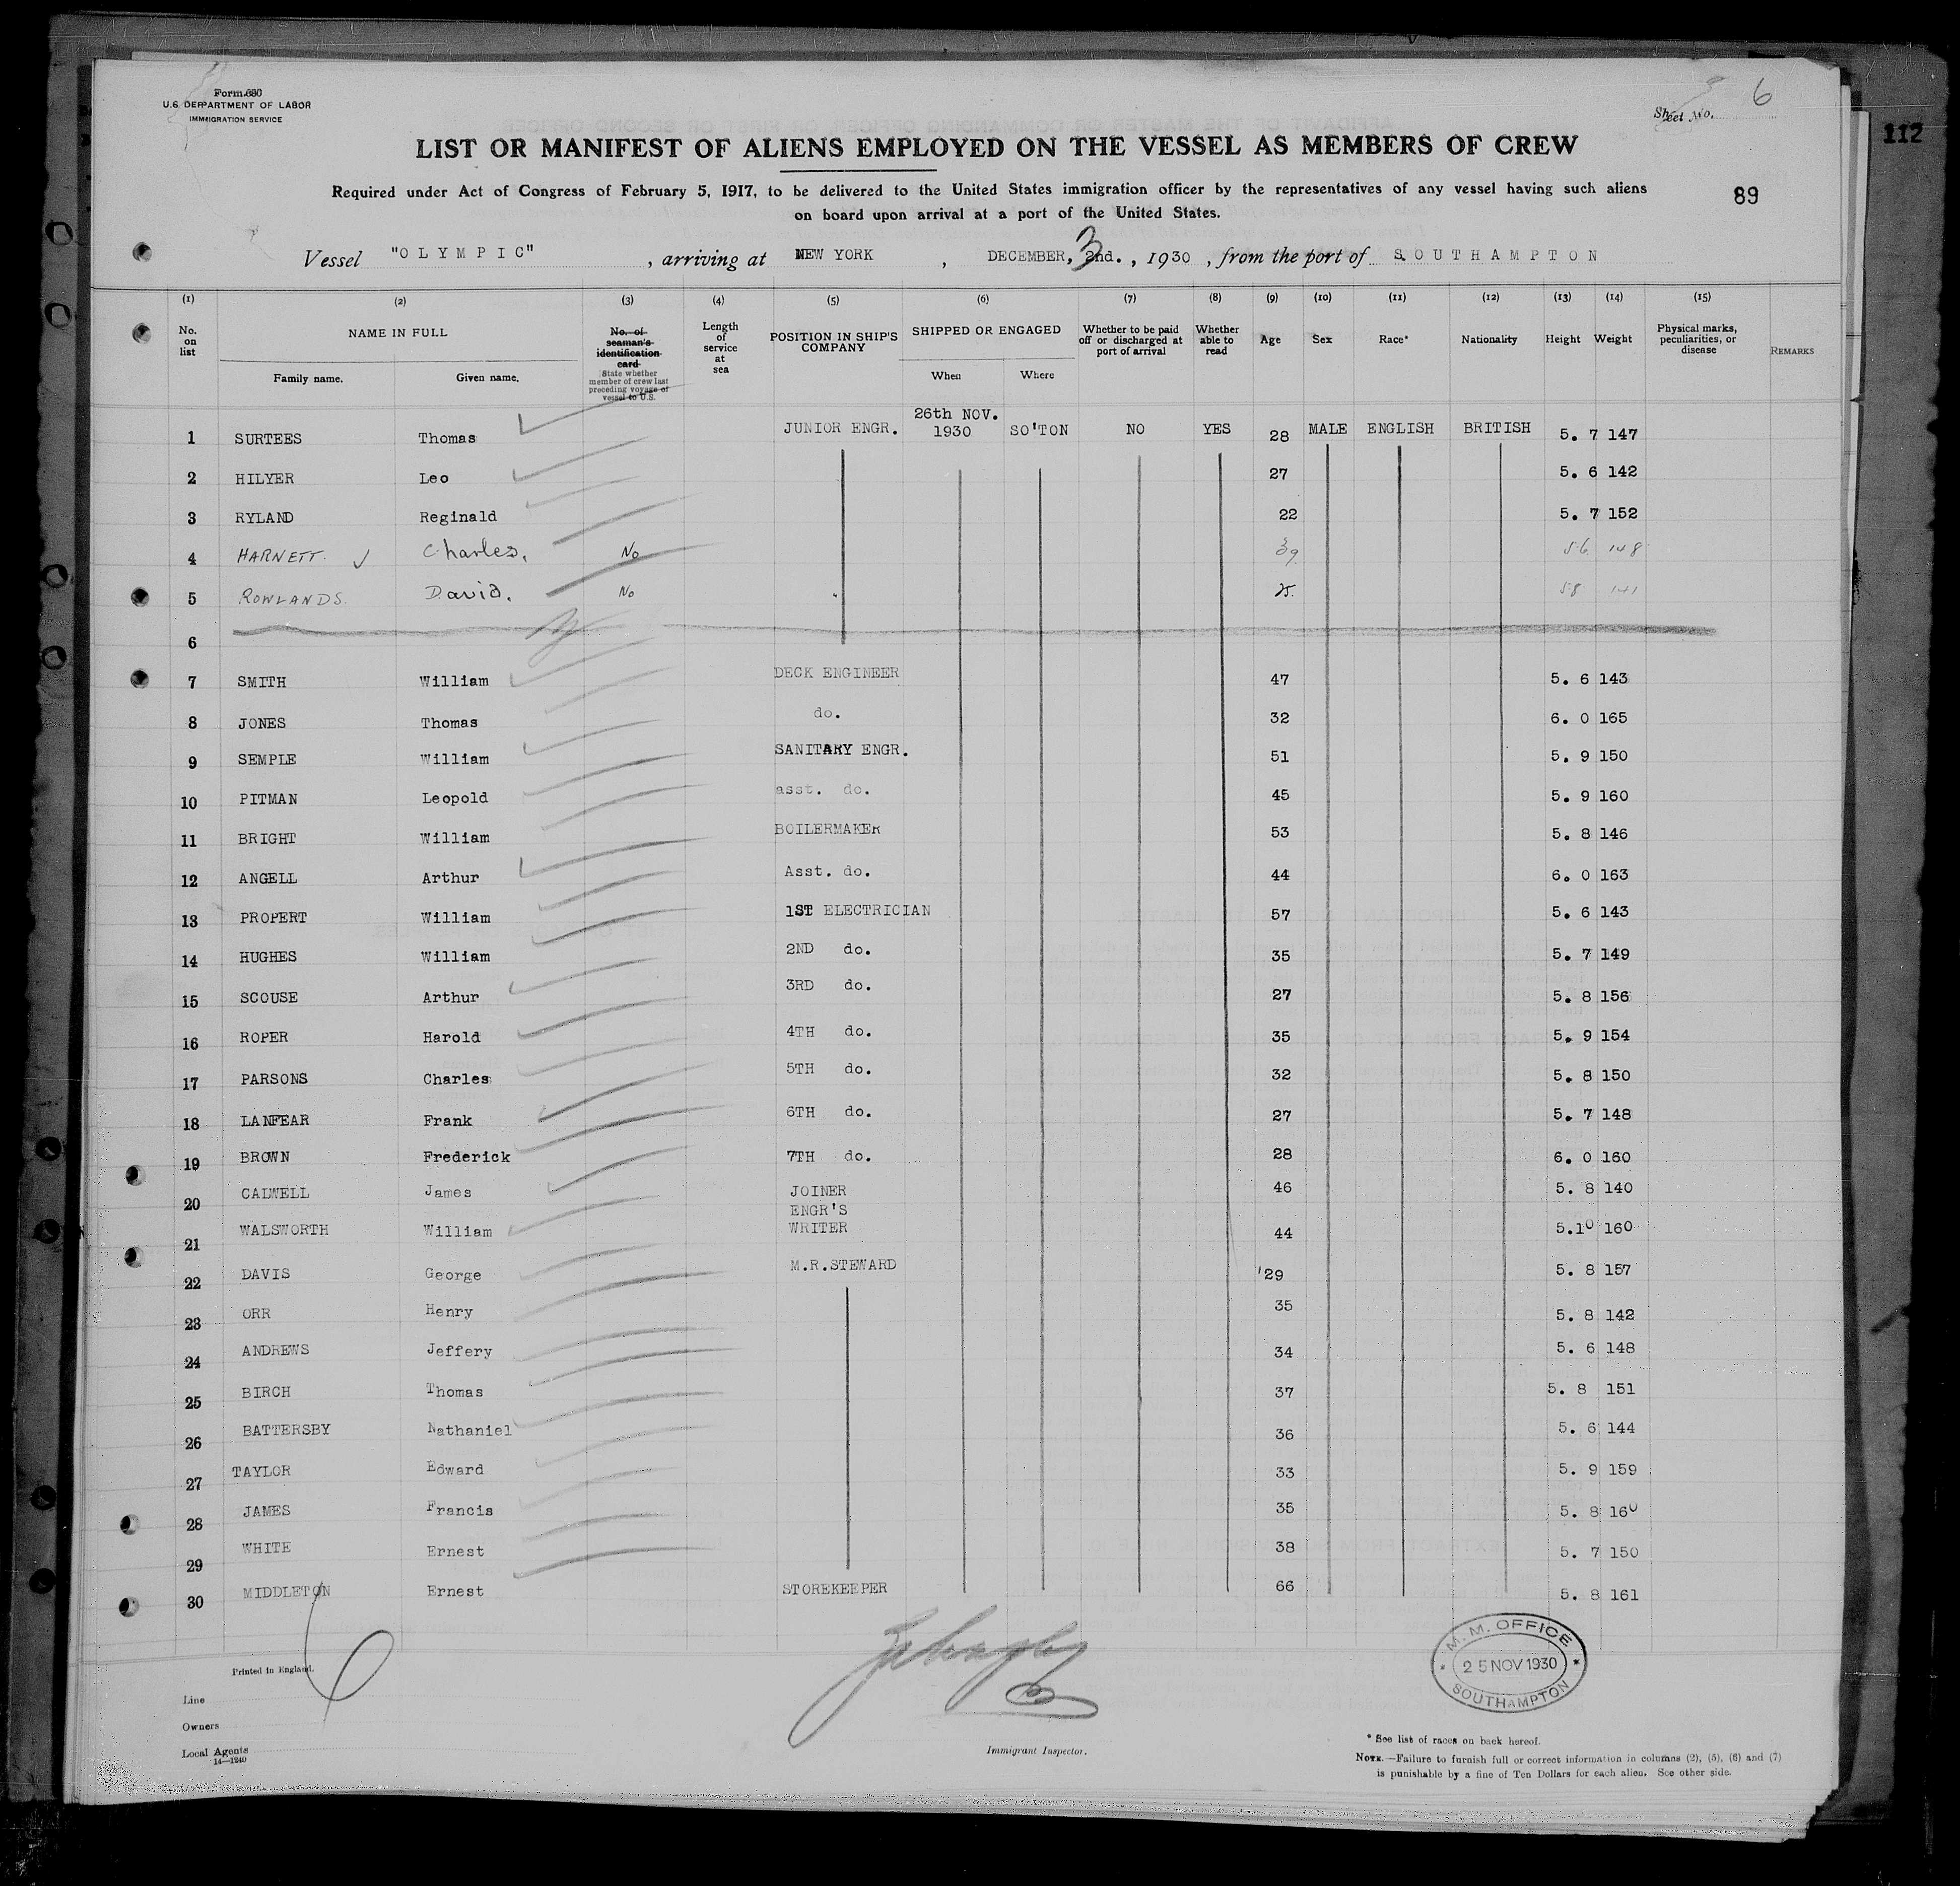 Form 680
U.S. DEPARTMENT OF LABOR
IMMIGRATION SERVICE
Sheet No. 6
112
LIST OR MANIFEST OF ALIENS EMPLOYED ON THE VESSEL AS MEMBERS OF CREW
Required under Act of Congress of February 5, 1917, to be delivered to the United States immigration officer by the representatives of any vessel having such aliens
on board upon arrival at a port of the United States.
89
Vessel "OLYMPIC", arriving at NEW YORK, DECEMBER, 3 2nd., 1930, from the port of SOUTHAMPTON
(1) (2) (3) (4) (5) (6) (7) (8) (9) (10) (11) (12) (13) (14) (15)
No. on list
NAME IN FULL
Family name. Given name.
No. of seaman's identification card
State whether member of crew last preceding voyage of vessel to U.S.
Length of service at sea
POSITION IN SHIP'S COMPANY
SHIPPED OR ENGAGED
When Where
Whether to be paid off or discharged at port of arrival
Whether able to read
Age
Sex
Race*
Nationality
Height
Weight
Physical marks, peculiarities, or disease
REMARKS
1 SURTEES Thomas JUNIOR ENGR. 26th NOV. 1930 SO'TON NO YES 28 MALE ENGLISH BRITISH 5. 7 147
2 HILYER Leo 27 5. 6 142
3 RYLAND Reginald 22 5. 7 152
4 HARNETT. Charles, No 39 5.6 148
5 ROWLANDS David. No 25. 5.8 141
6
7 SMITH William DECK ENGINEER 47 5. 6 143
8 JONES Thomas do. 32 6. 0 165
9 SEMPLE William SANITARY ENGR. 51 5. 9 150
10 PITMAN Leopold asst. do. 45 5. 9 160
11 BRIGHT William BOILERMAKER 53 5. 8 146
12 ANGELL Arthur Asst. do. 44 6. 0 163
13 PROPERT William 1ST ELECTRICIAN 57 5. 6 143
14 HUGHES William 2ND do. 35 5. 7 149
15 SCOUSE Arthur 3RD do. 27 5. 8 156
16 ROPER Harold 4TH do. 35 5. 9 154
17 PARSONS Charles 5TH do. 32 5. 8 150
18 LANFEAR Frank 6TH do. 27 5. 7 148
19 BROWN Frederick 7TH do. 28 6. 0 160
20 CALWELL James JOINER 46 5. 8 140
21 WALSWORTH William ENGR'S WRITER 44 5.10 160
22 DAVIS George M.R.STEWARD 29 5. 8 157
23 ORR Henry 35 5. 8 142
24 ANDREWS Jeffery 34 5. 6 148
25 BIRCH Thomas 37 5. 8 151
26 BATTERSBY Nathaniel 36 5. 6 144
27 TAYLOR Edward 33 5. 9 159
28 JAMES Francis 35 5. 8 160
29 WHITE Ernest 38 5. 7 150
30 MIDDLETON Ernest STOREKEEPER 66 5. 8 161
6
M. M. OFFICE
25 NOV 1930
SOUTHAMPTON
Printed in England.
Line
Owners
Local Agents
14—1240
Immigrant Inspector.
* See list of races on back hereof.
NOTE.—Failure to furnish full or correct information in columns (2), (5), (6) and (7)
is punishable by a fine of Ten Dollars for each alien. See other side.